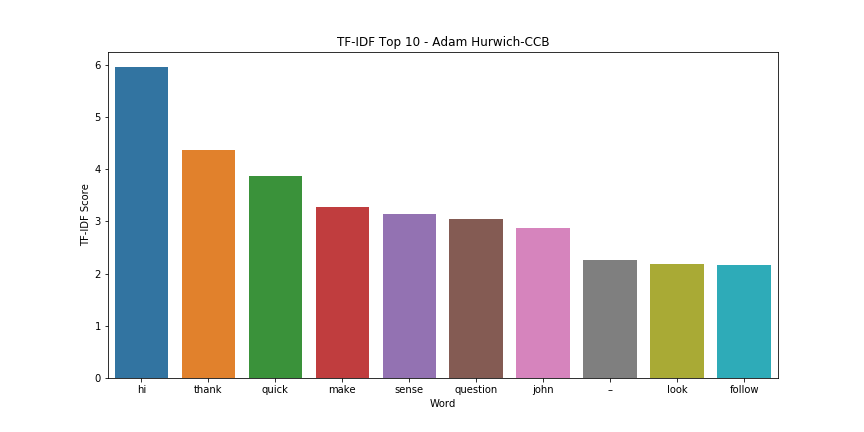 TF-IDF Top 10 - Adam Hurwich-CCB
6
5
4
3
2
1
0
TF-IDF Score
hi thank quick make sense question john – look follow
Word